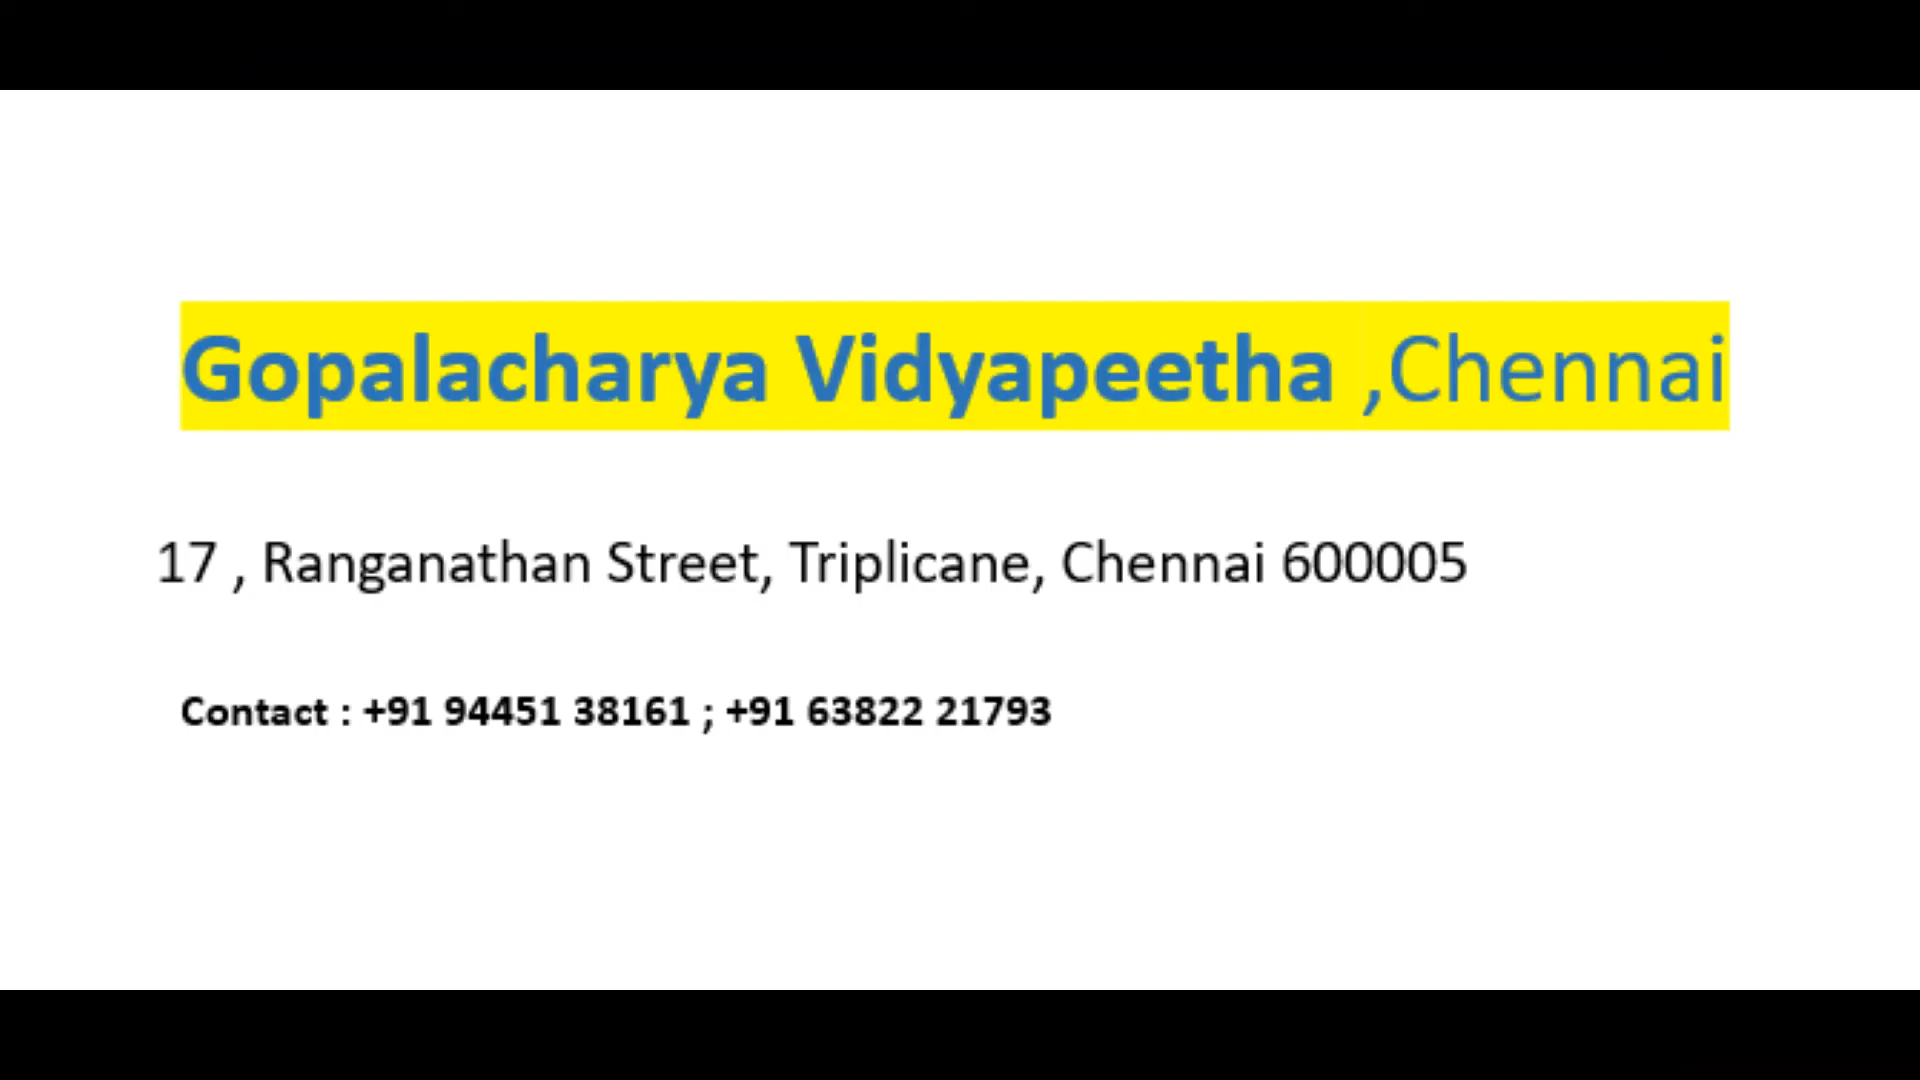 Gopalacharya Vidyapeetha ,Chennai
17 , Ranganathan Street, Triplicane, Chennai 600005
Contact : +91 94451 38161 ; +91 63822 21793